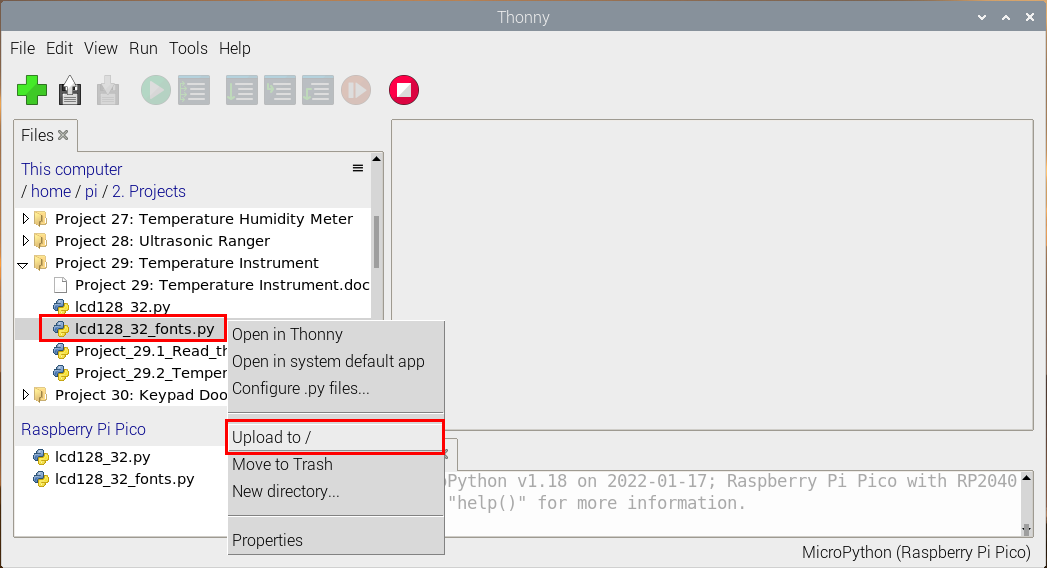 Thonny
File Edit View Run Tools Help
Files
This computer
/ home / pi / 2. Projects
Project 27: Temperature Humidity Meter
Project 28: Ultrasonic Ranger
Project 29: Temperature Instrument
Project 29: Temperature Instrument.doc
lcd128_32.py
lcd128_32_fonts.py
Project_29.1_Read_th
Project_29.2_Temper
Project 30: Keypad Doo
Open in Thonny
Open in system default app
Configure .py files...
Upload to /
Move to Trash
New directory...
Properties
Raspberry Pi Pico
lcd128_32.py
lcd128_32_fonts.py
Python v1.18 on 2022-01-17; Raspberry Pi Pico with RP2040
"help()" for more information.
MicroPython (Raspberry Pi Pico)